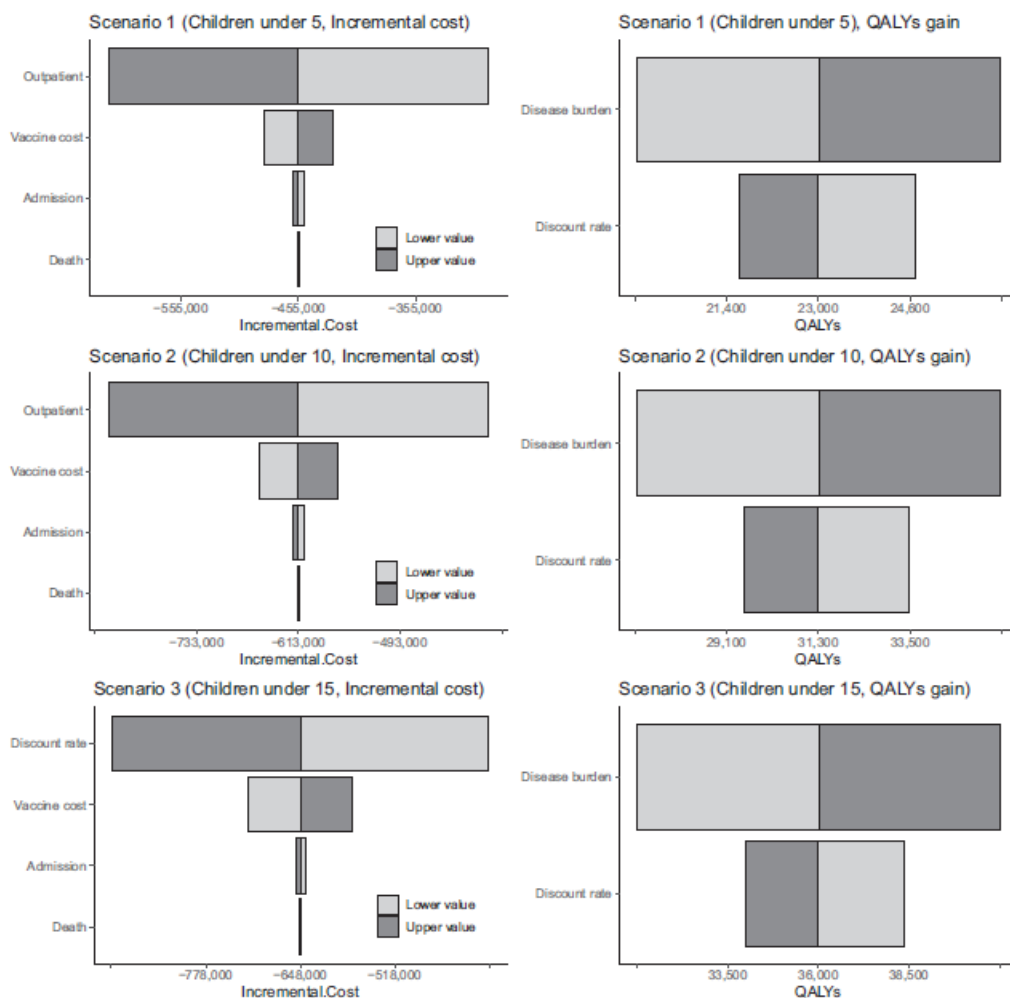 Scenario 1 (Children under 5, Incremental cost)
Outpatient
Vaccine cost
Admission
Death
Lower value
Upper value
−555,000 −455,000 −355,000
Incremental.Cost
Scenario 1 (Children under 5), QALYs gain
Disease burden
Discount rate
21,400 23,000 24,600
QALYs
Scenario 2 (Children under 10, Incremental cost)
Outpatient
Vaccine cost
Admission
Death
Lower value
Upper value
−733,000 −613,000 −493,000
Incremental.Cost
Scenario 2 (Children under 10, QALYs gain)
Disease burden
Discount rate
29,100 31,300 33,500
QALYs
Scenario 3 (Children under 15, Incremental cost)
Discount rate
Vaccine cost
Admission
Death
Lower value
Upper value
−778,000 −648,000 −518,000
Incremental.Cost
Scenario 3 (Children under 15, QALYs gain)
Disease burden
Discount rate
33,500 36,000 38,500
QALYs